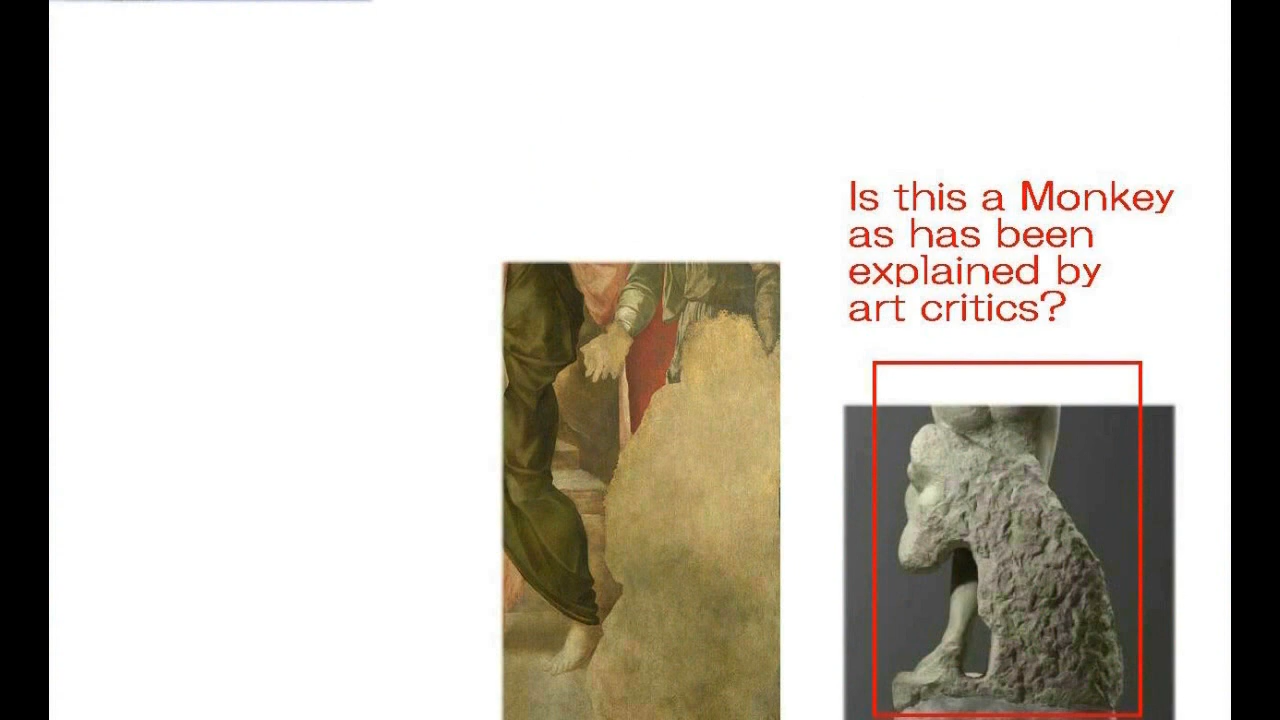 Is this a Monkey
as has been
explained by
art critics?